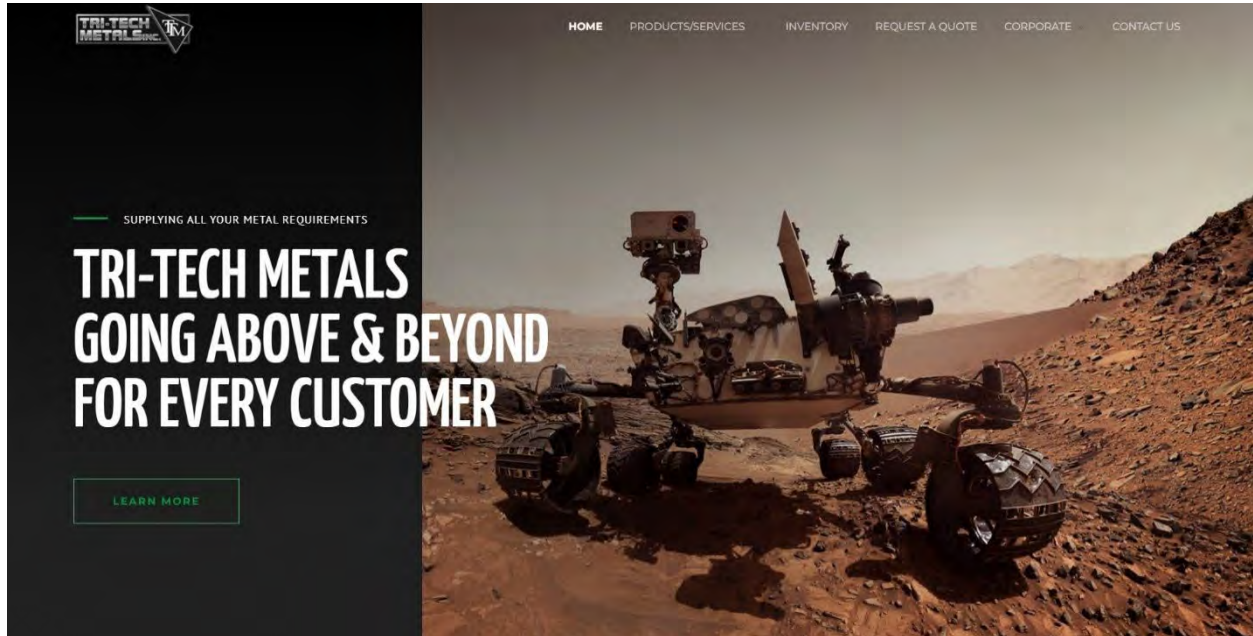 TRI-TECH
METALS INC.
TTM
HOME PRODUCTS/SERVICES INVENTORY REQUEST A QUOTE CORPORATE CONTACT US
SUPPLYING ALL YOUR METAL REQUIREMENTS
TRI-TECH METALS
GOING ABOVE & BEYOND
FOR EVERY CUSTOMER
LEARN MORE